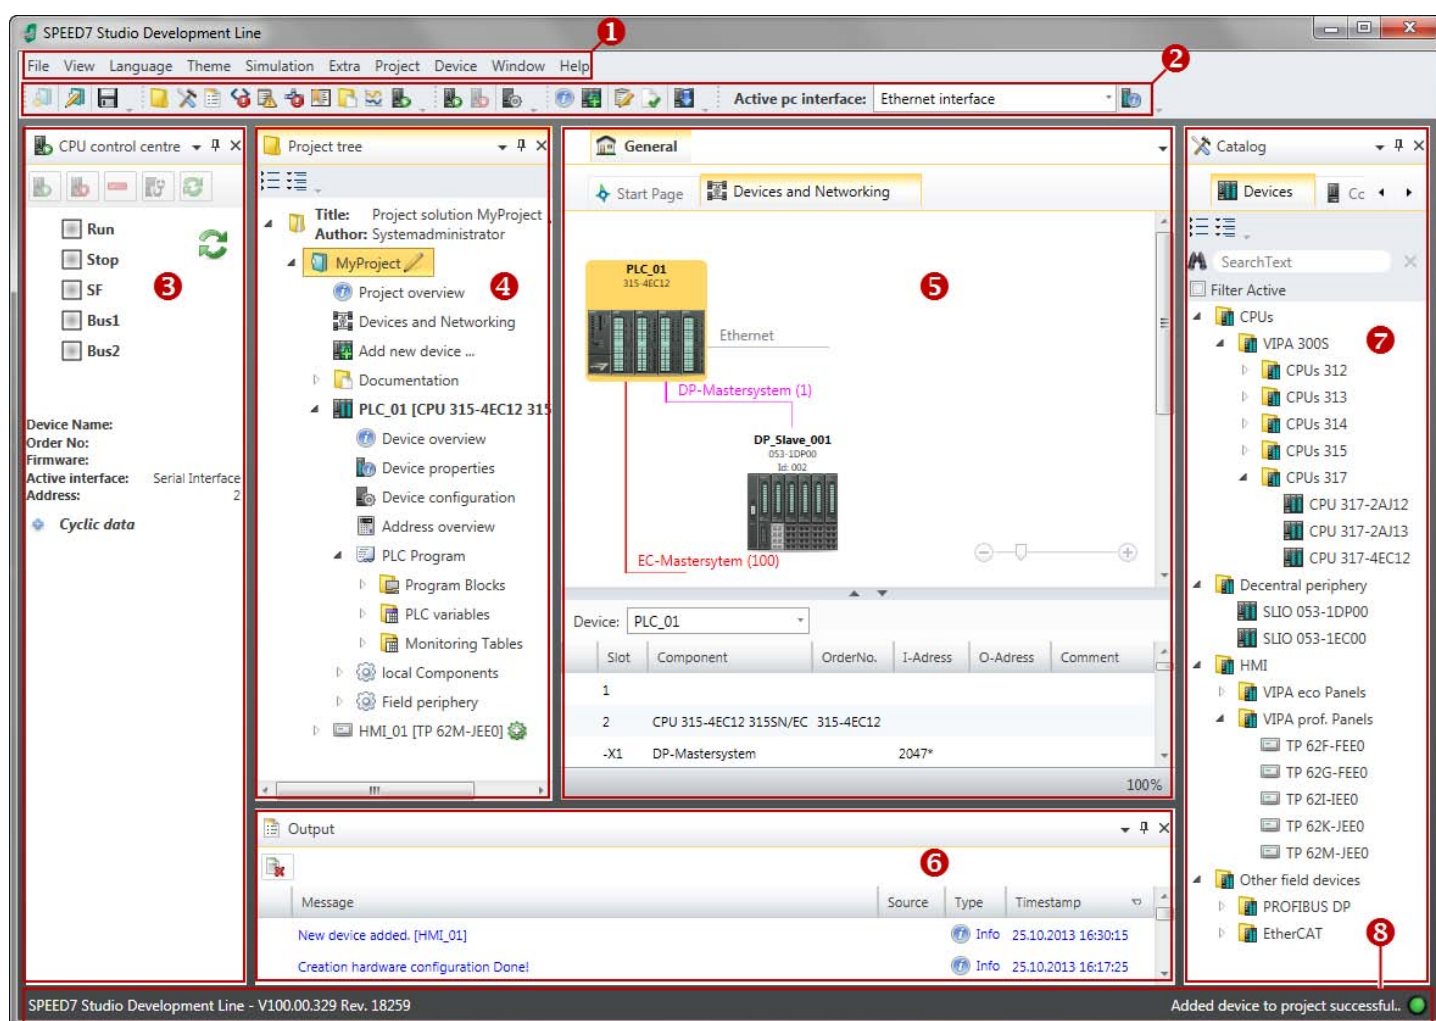 SPEED7 Studio Development Line
1
File View Language Theme Simulation Extra Project Device Window Help
2
Active pc interface: Ethernet interface
CPU control centre
Run
Stop
SF
Bus1
Bus2
3
Device Name:
Order No:
Firmware:
Active interface: Serial Interface
Address: 2
Cyclic data
Project tree
Title: Project solution MyProject
Author: Systemadministrator
MyProject
4
Project overview
Devices and Networking
Add new device ...
Documentation
PLC_01 [CPU 315-4EC12 315
Device overview
Device properties
Device configuration
Address overview
PLC Program
Program Blocks
PLC variables
Monitoring Tables
local Components
Field periphery
HMI_01 [TP 62M-JEE0]
General
Start Page Devices and Networking
PLC_01
315-4EC12
5
Ethernet
DP-Mastersystem (1)
DP_Slave_001
053-1DP00
Id: 002
EC-Mastersytem (100)
Device: PLC_01
Slot Component OrderNo. I-Adress O-Adress Comment
1
2 CPU 315-4EC12 315SN/EC 315-4EC12
-X1 DP-Mastersystem 2047*
100%
Output
6
Message Source Type Timestamp
New device added. [HMI_01] Info 25.10.2013 16:30:15
Creation hardware configuration Done! Info 25.10.2013 16:17:25
Catalog
Devices Cc
SearchText
Filter Active
CPUs
7
VIPA 300S
CPUs 312
CPUs 313
CPUs 314
CPUs 315
CPUs 317
CPU 317-2AJ12
CPU 317-2AJ13
CPU 317-4EC12
Decentral periphery
SLIO 053-1DP00
SLIO 053-1EC00
HMI
VIPA eco Panels
VIPA prof. Panels
TP 62F-FEE0
TP 62G-FEE0
TP 62I-IEE0
TP 62K-JEE0
TP 62M-JEE0
Other field devices
PROFIBUS DP
EtherCAT
8
SPEED7 Studio Development Line - V100.00.329 Rev. 18259
Added device to project successful..